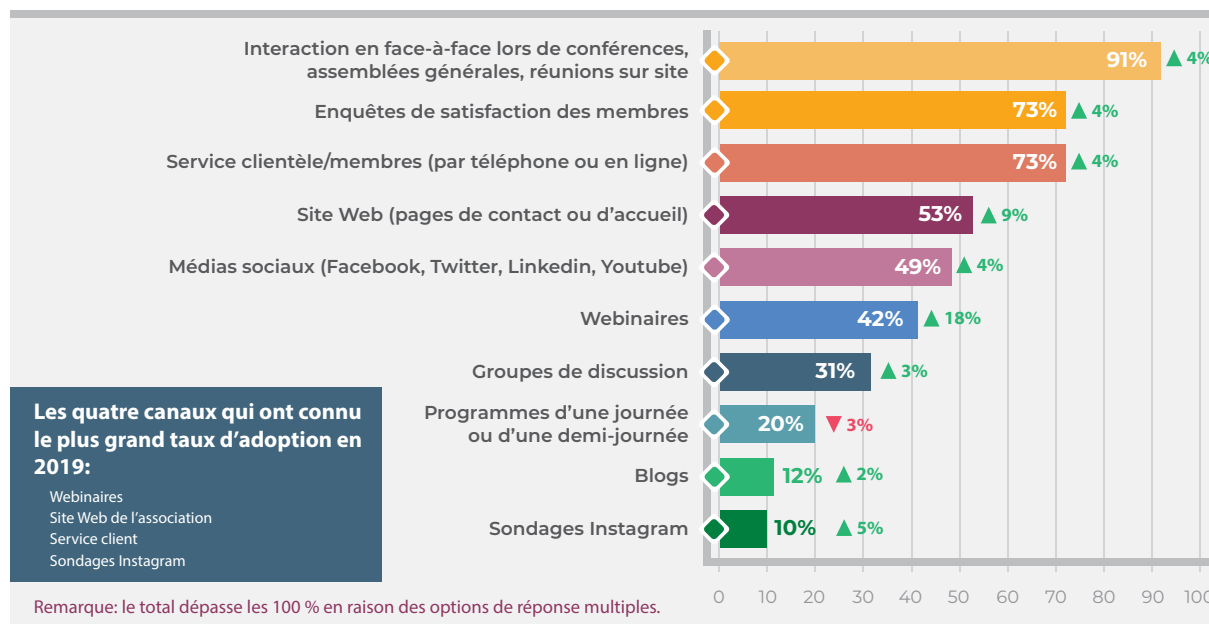 Interaction en face-à-face lors de conférences,
assemblées générales, réunions sur site
91% ▲ 4%
Enquêtes de satisfaction des membres
73% ▲ 4%
Service clientèle/membres (par téléphone ou en ligne)
73% ▲ 4%
Site Web (pages de contact ou d’accueil)
53% ▲ 9%
Médias sociaux (Facebook, Twitter, Linkedin, Youtube)
49% ▲ 4%
Webinaires
42% ▲ 18%
Groupes de discussion
31% ▲ 3%
Programmes d’une journée
ou d’une demi-journée
20% ▼ 3%
Blogs
12% ▲ 2%
Sondages Instagram
10% ▲ 5%
Les quatre canaux qui ont connu
le plus grand taux d’adoption en
2019:
Webinaires
Site Web de l’association
Service client
Sondages Instagram
Remarque: le total dépasse les 100 % en raison des options de réponse multiples.
0 10 20 30 40 50 60 70 80 90 100